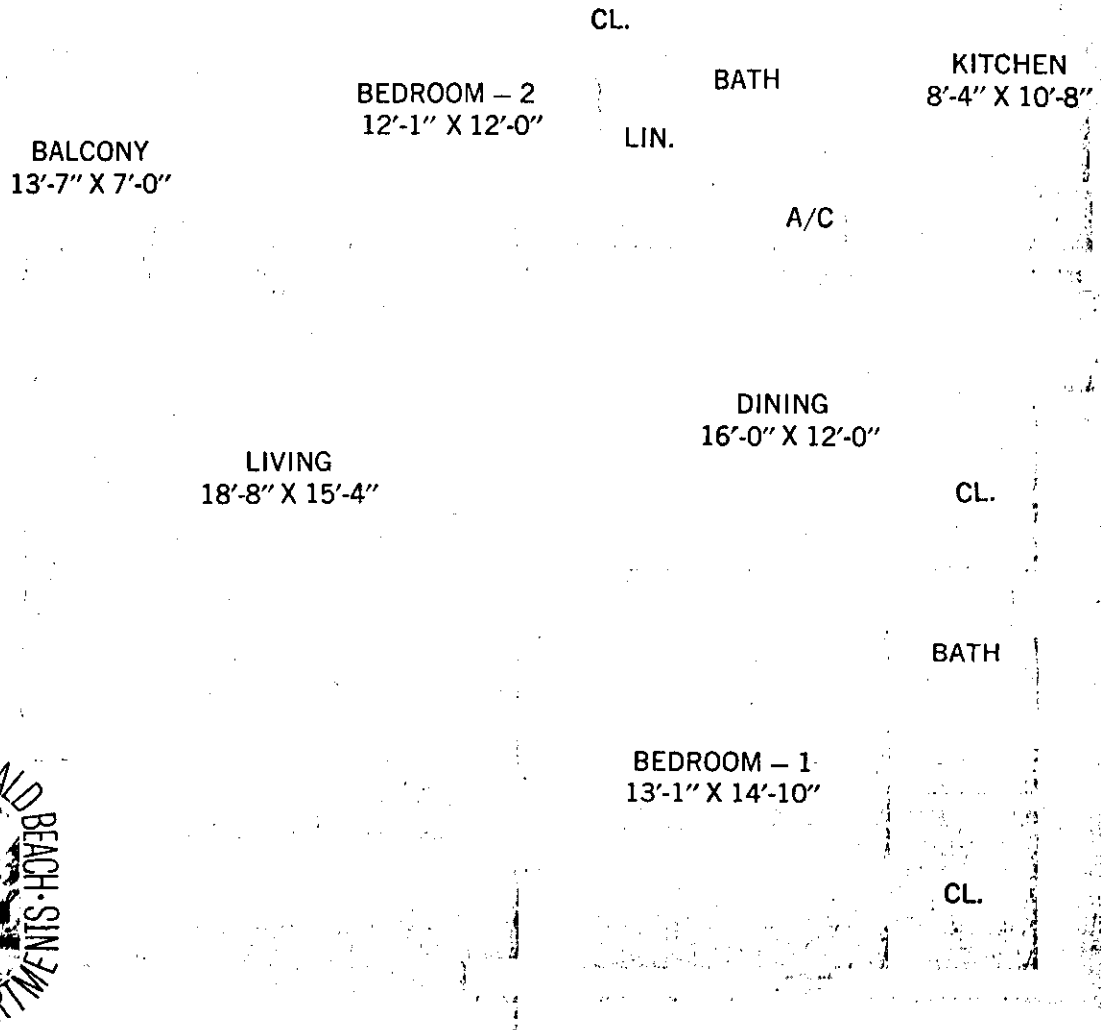 CL.
BEDROOM – 2
12′-1″ X 12′-0″
BATH
KITCHEN
8′-4″ X 10′-8″
LIN.
BALCONY
13′-7″ X 7′-0″
A/C
DINING
16′-0″ X 12′-0″
LIVING
18′-8″ X 15′-4″
CL.
BATH
BEDROOM – 1
13′-1″ X 14′-10″
CL.
BEACH